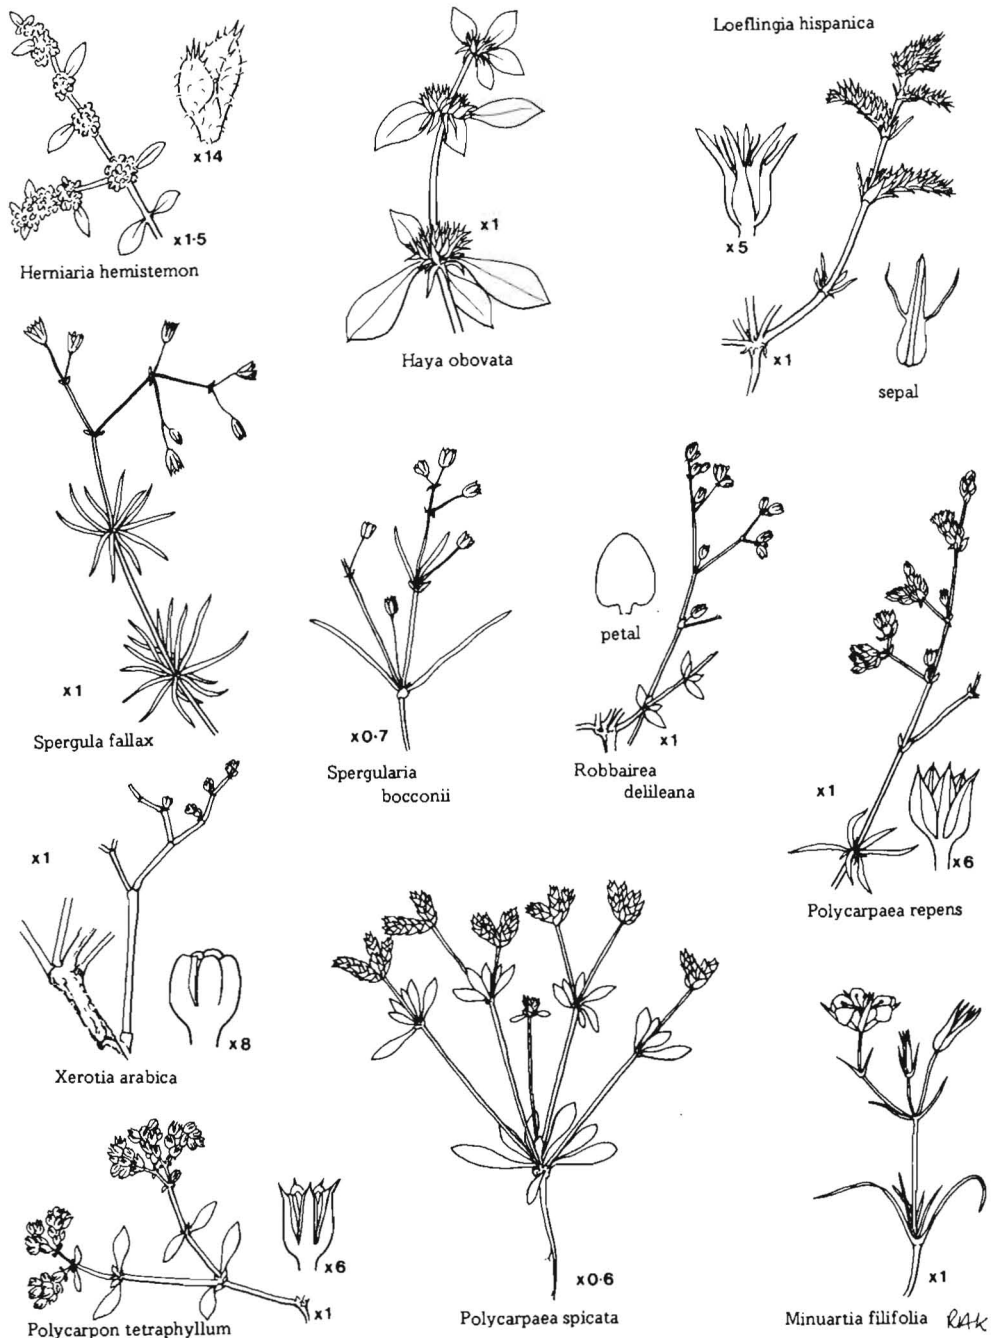 Loeflingia hispanica
x14
x1·5
Herniaria hemistemon
x1
Haya obovata
x5
x1
sepal
x1
Spergula fallax
x0·7
Spergularia
bocconii
petal
x1
Robbairea
delileana
x1
x6
Polycarpaea repens
x1
x8
Xerotia arabica
x6
x1
Polycarpon tetraphyllum
x0·6
Polycarpaea spicata
x1
Minuartia filifolia
RAK